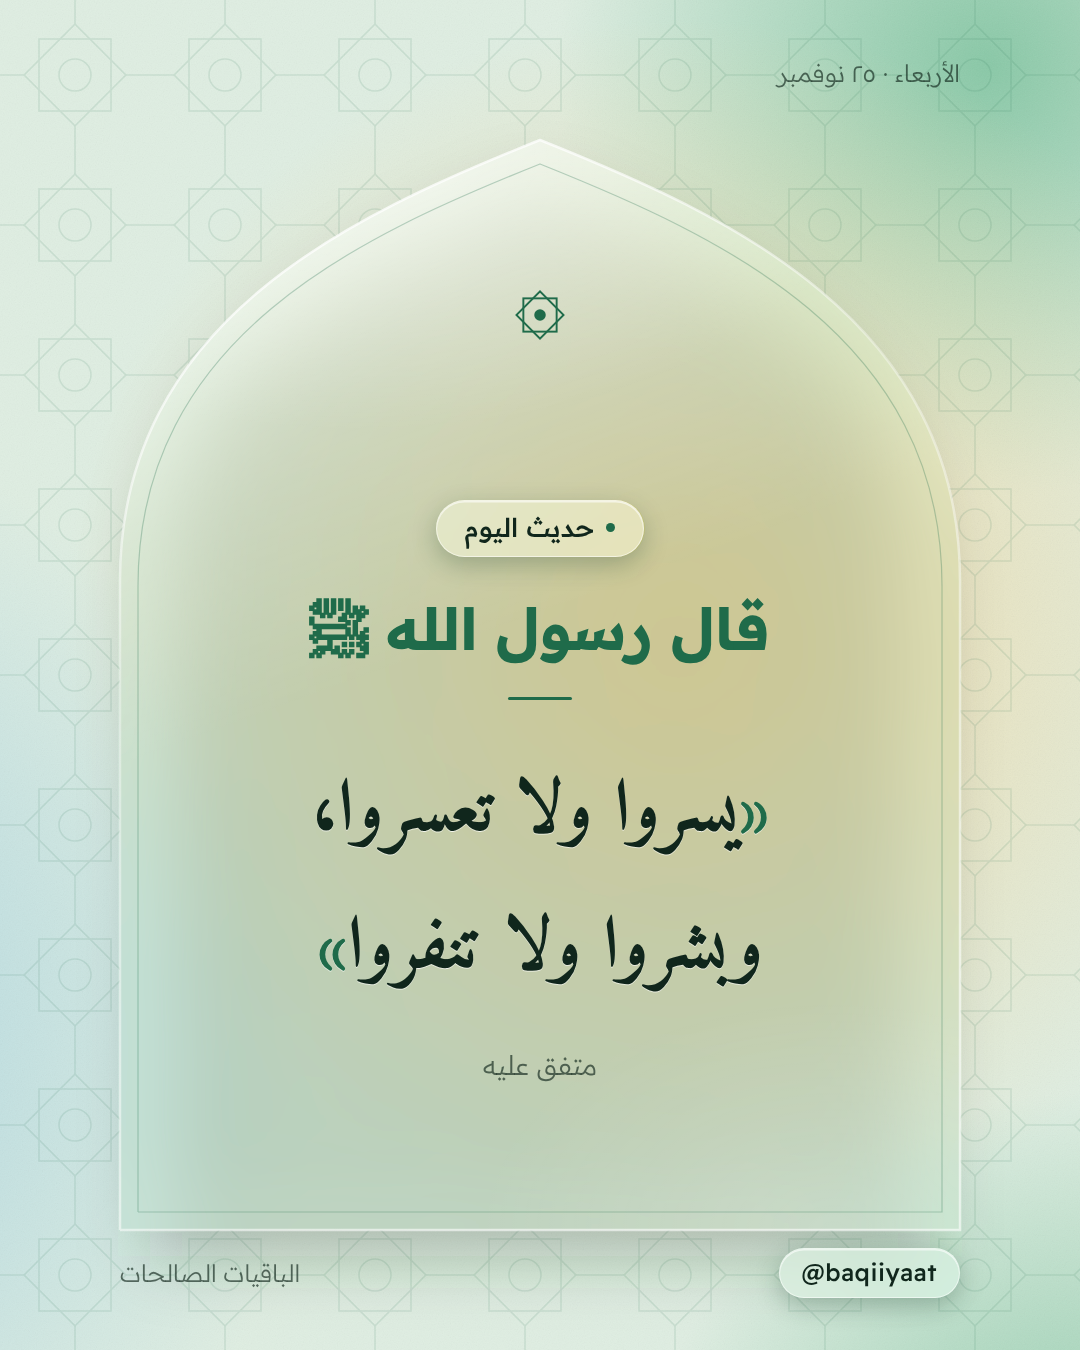 الأربعاء · ٢٥ نوفمبر
حديث اليوم
قال رسول الله ﷺ
«يسروا ولا تعسروا،
وبشروا ولا تنفروا»
متفق عليه
@baqiiyaat
الباقيات الصالحات